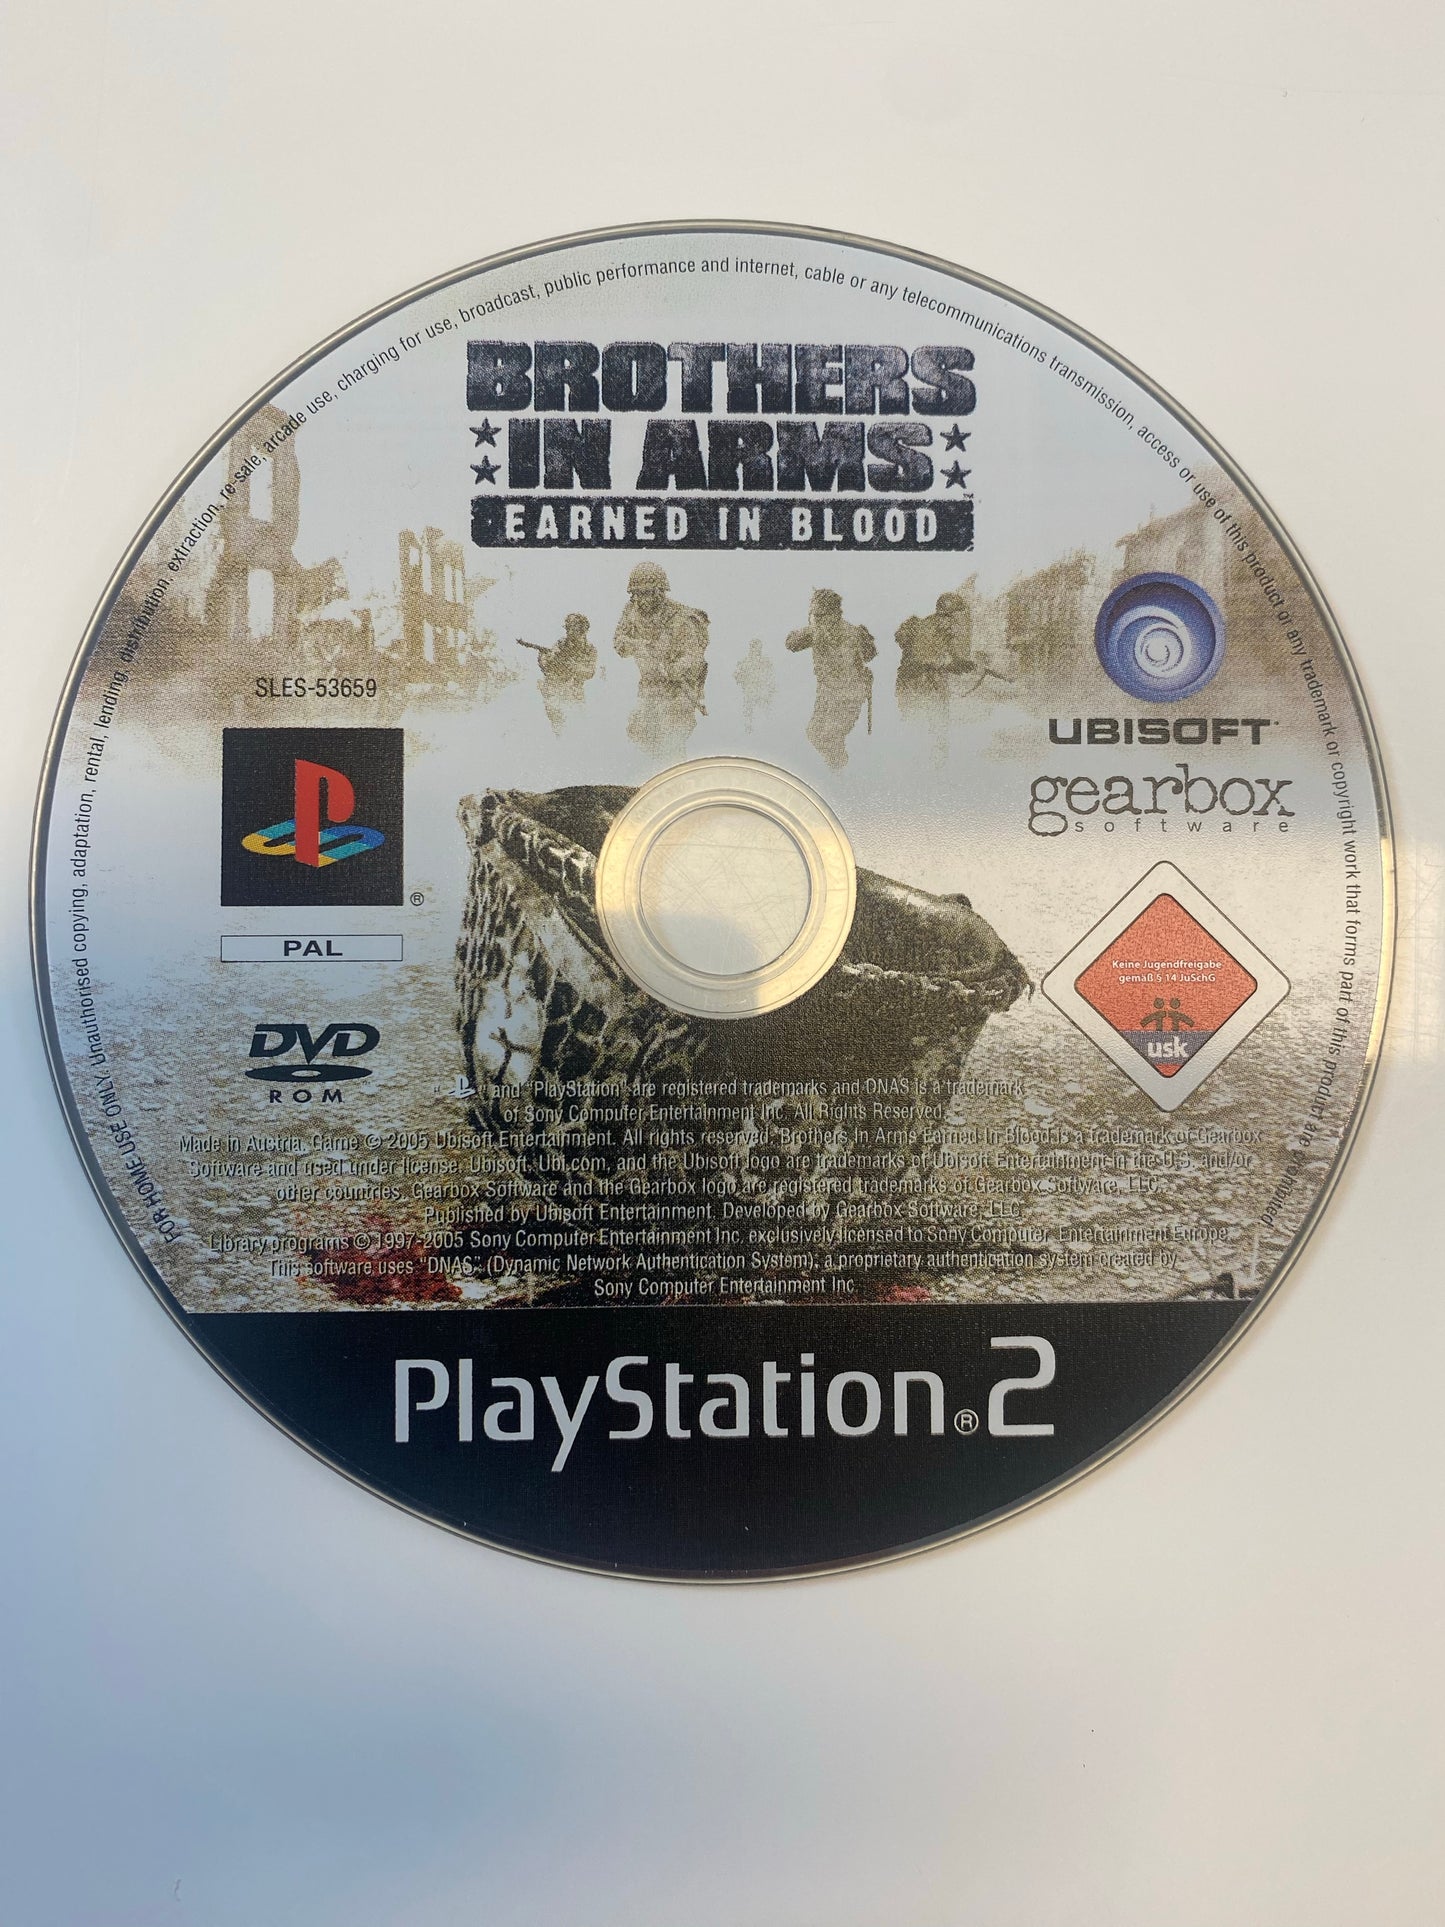 FOR HOME USE ONLY. Unauthorised copying, adaptation, rental, lending, distribution, extraction, re-sale, arcade use, charging for use, broadcast, public performance and internet, cable or any telecommunications transmission, access or use of this product or any trademark or copyright work that forms part of this product are prohibited
BROTHERS
IN ARMS
EARNED IN BLOOD
™
SLES-53659
UBISOFT
gearbox
software
®
PAL
Keine Jugendfreigabe
gemäß § 14 JuSchG
usk
DVD
ROM
" " and "PlayStation" are registered trademarks and DNAS is a trademark
of Sony Computer Entertainment Inc. All Rights Reserved.
Made in Austria. Game © 2005 Ubisoft Entertainment. All rights reserved. Brothers In Arms Earned In Blood is a trademark of Gearbox
Software and used under license. Ubisoft, Ubi.com, and the Ubisoft logo are trademarks of Ubisoft Entertainment in the U.S. and/or
other countries. Gearbox Software and the Gearbox logo are registered trademarks of Gearbox Software, LLC.
Published by Ubisoft Entertainment. Developed by Gearbox Software, LLC.
Library programs © 1997-2005 Sony Computer Entertainment Inc. exclusively licensed to Sony Computer Entertainment Europe.
This software uses "DNAS" (Dynamic Network Authentication System), a proprietary authentication system created by
Sony Computer Entertainment Inc.
PlayStation®2